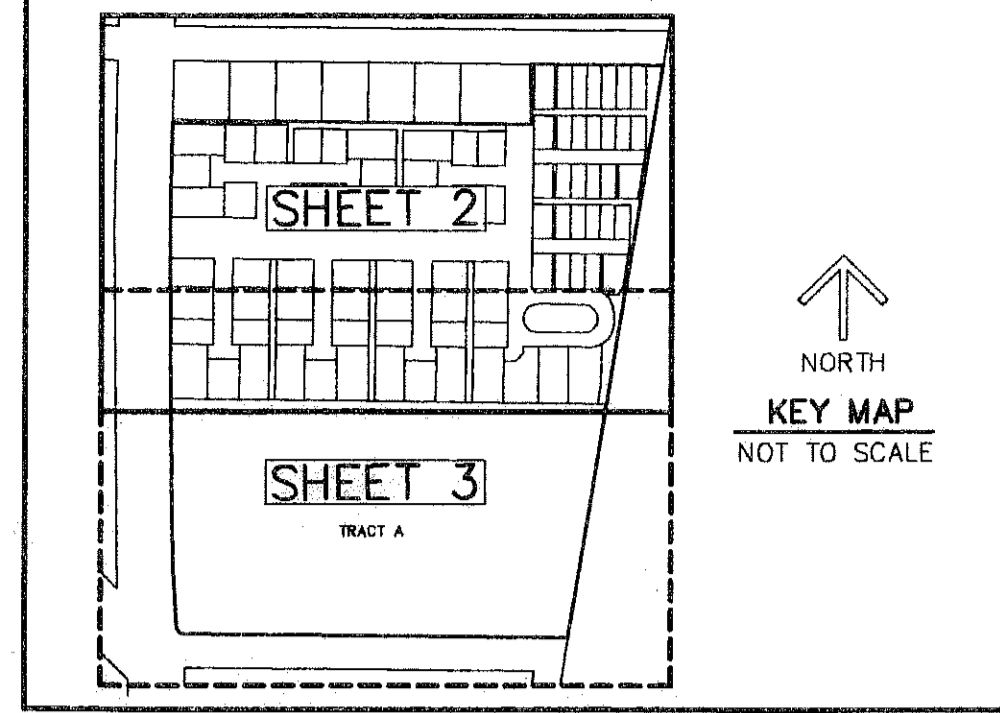 SHEET 2
NORTH
KEY MAP
NOT TO SCALE
SHEET 3
TRACT A